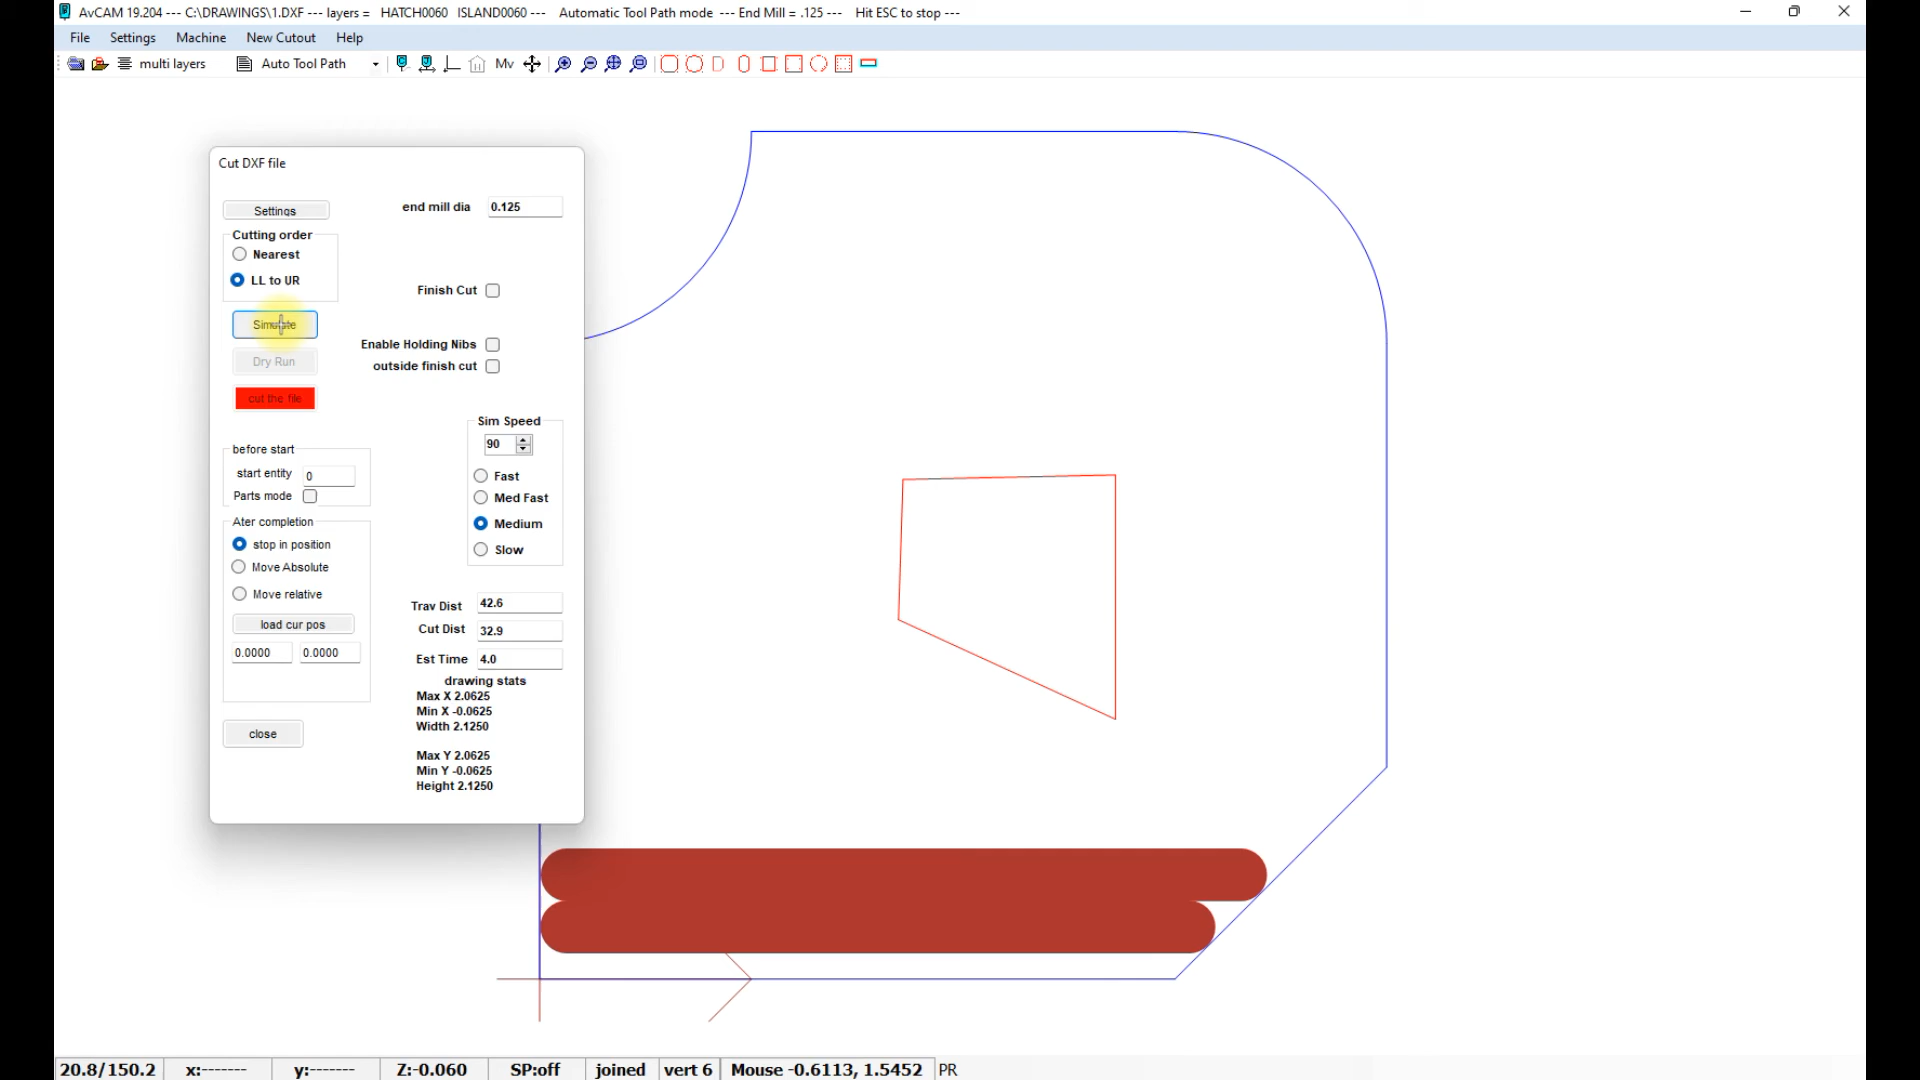 AvCAM 19.204 --- C:\DRAWINGS\1.DXF --- layers = HATCH0060 ISLAND0060 --- Automatic Tool Path mode --- End Mill = .125 --- Hit ESC to stop ---
File Settings Machine New Cutout Help
multi layers Auto Tool Path Mv
Cut DXF file
Settings
end mill dia 0.125
Cutting order
Nearest
LL to UR
Finish Cut
Simulate
Enable Holding Nibs
Dry Run
outside finish cut
cut the file
Sim Speed
90
before start
start entity 0
Fast
Parts mode
Med Fast
Ater completion
Medium
stop in position
Slow
Move Absolute
Move relative
Trav Dist 42.6
load cur pos
Cut Dist 32.9
0.0000 0.0000
Est Time 4.0
drawing stats
Max X 2.0625
Min X -0.0625
Width 2.1250
close
Max Y 2.0625
Min Y -0.0625
Height 2.1250
20.8/150.2 x:------- y:------- Z:-0.060 SP:off joined vert 6 Mouse -0.6113, 1.5452 PR